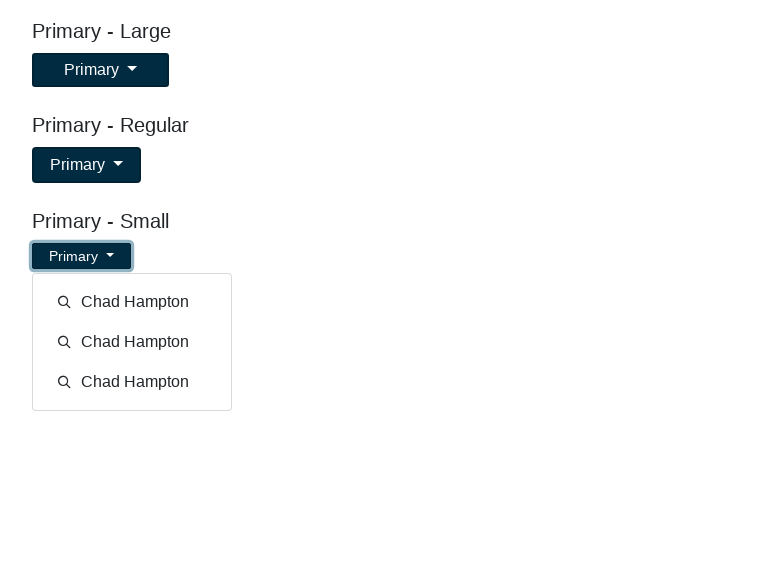 Primary - Large
Primary
Primary - Regular
Primary
Primary - Small
Primary
Chad Hampton
Chad Hampton
Chad Hampton